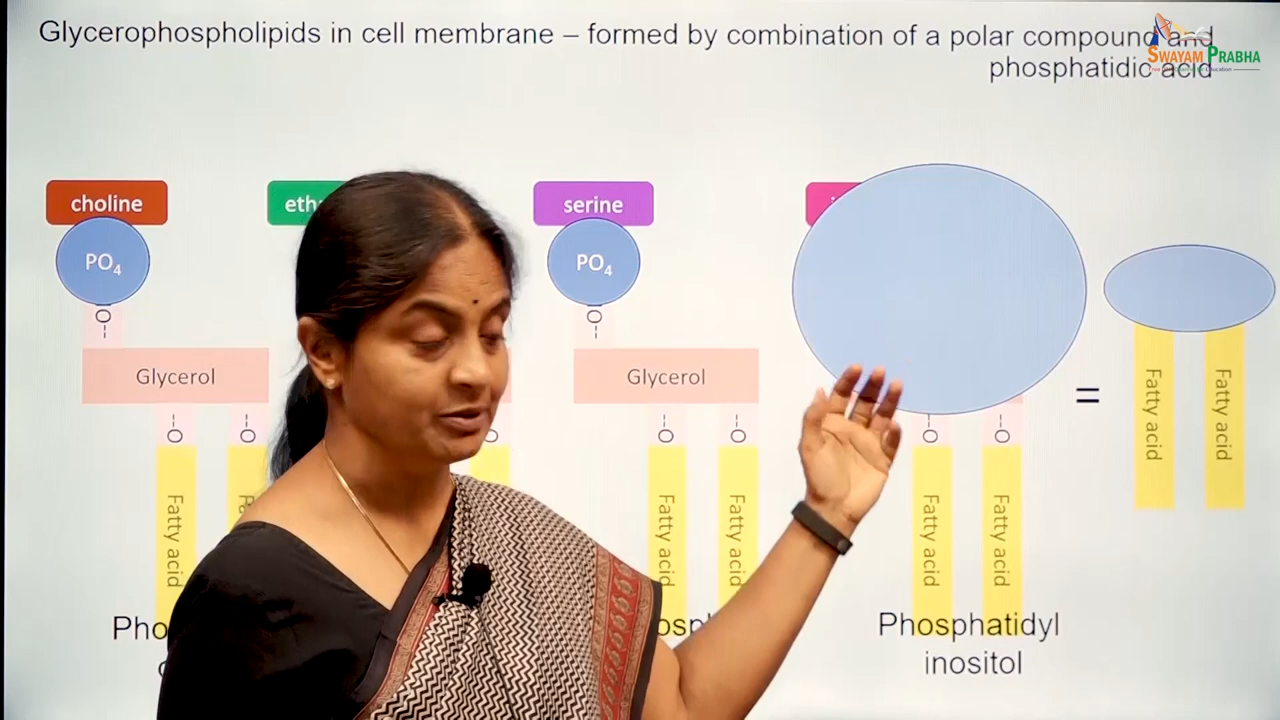 Glycerophospholipids in cell membrane – formed by combination of a polar compound and
phosphatidic acid
SWAYAM PRABHA
choline
serine
PO₄
PO₄
-O-
-O-
Glycerol
Glycerol
=
Fatty acid
Fatty acid
-O
-O
-O
-O
-O
-O
Fatty acid
Fatty acid
Fatty acid
Fatty acid
Fatty acid
Phosphatidyl
inositol